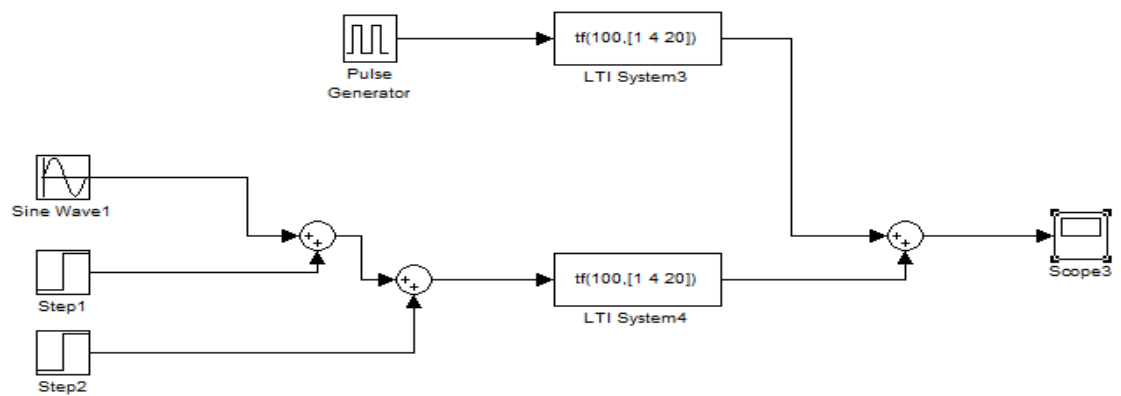 tf(100,[1 4 20])
LTI System3
Pulse
Generator
Sine Wave1
+
+
Step1
+
+
tf(100,[1 4 20])
LTI System4
+
+
Scope3
Step2